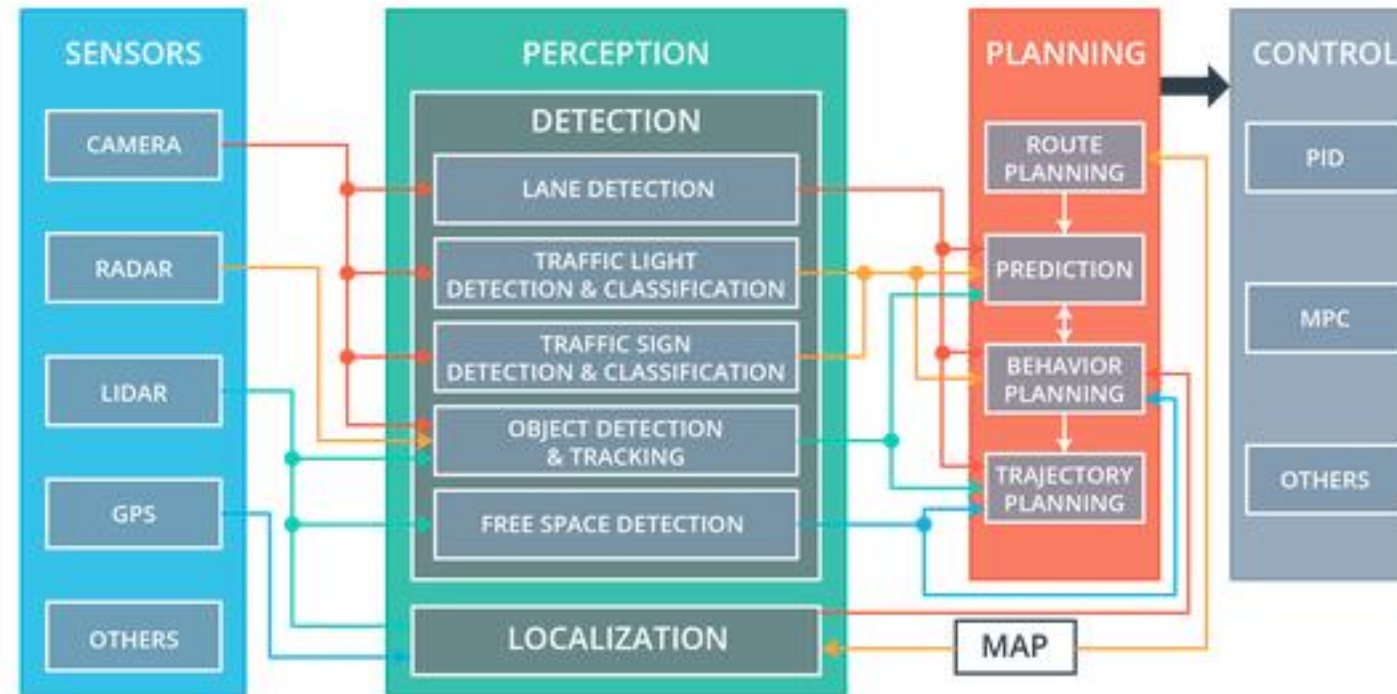 SENSORS
CAMERA
RADAR
LIDAR
GPS
OTHERS
PERCEPTION
DETECTION
LANE DETECTION
TRAFFIC LIGHT
DETECTION & CLASSIFICATION
TRAFFIC SIGN
DETECTION & CLASSIFICATION
OBJECT DETECTION
& TRACKING
FREE SPACE DETECTION
LOCALIZATION
PLANNING
ROUTE
PLANNING
PREDICTION
BEHAVIOR
PLANNING
TRAJECTORY
PLANNING
MAP
CONTROL
PID
MPC
OTHERS